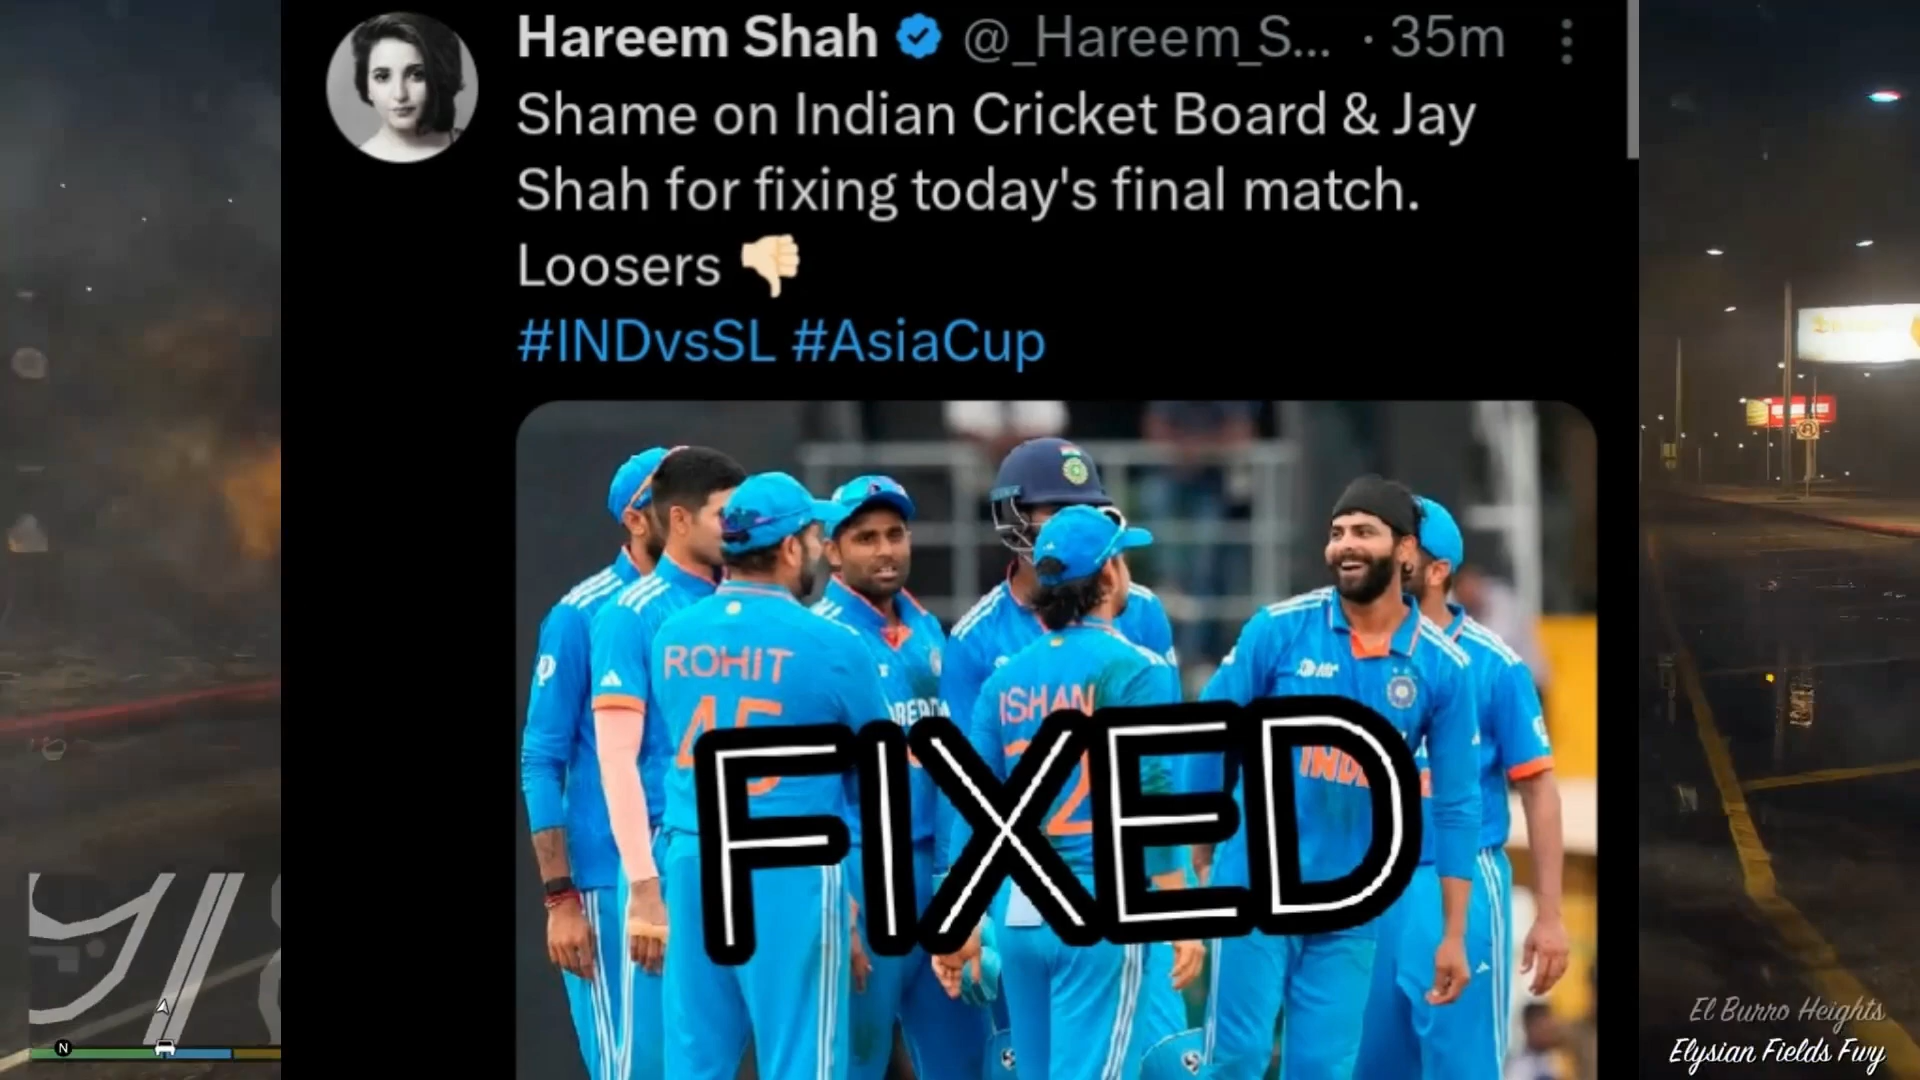 Hareem Shah @_Hareem_S... · 35m
Shame on Indian Cricket Board & Jay
Shah for fixing today's final match.
Loosers
#INDvsSL #AsiaCup
ROHIT
45
ISHAN
FIXED
N
El Burro Heights
Elysian Fields Fwy